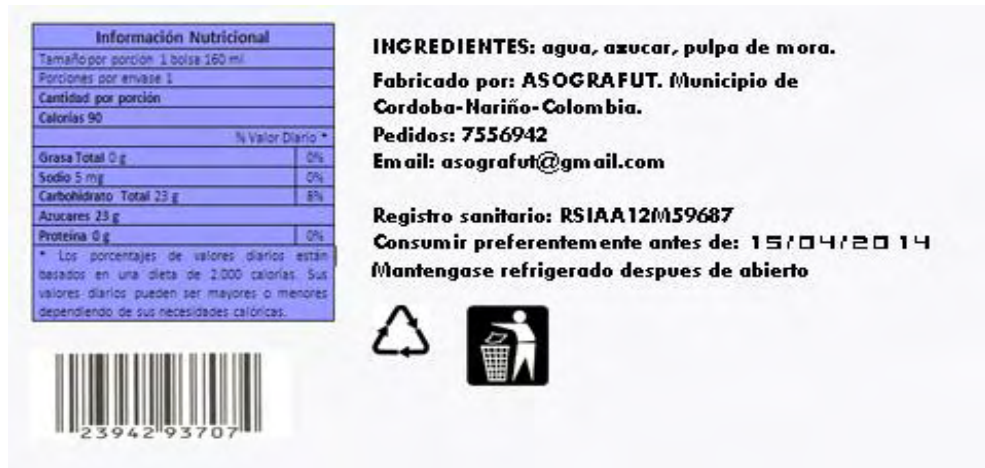 Información Nutricional
Tamaño por porcion 1 bolsa 160 ml
Porciones por envase 1
Cantidad por porción
Calorías 90
% Valor Diario *
Grasa Total 0 g 0%
Sodio 5 mg 0%
Carbohidrato Total 23 g 8%
Azucares 23 g
Proteína 0 g 0%
* Los porcentajes de valores diarios están
basados en una dieta de 2.000 calorías. Sus
valores diarios pueden ser mayores o menores
dependiendo de sus necesidades calóricas.
23942 93707
INGREDIENTES: agua, azucar, pulpa de mora.
Fabricado por: ASOGRAFUT. Municipio de
Cordoba-Nariño-Colombia.
Pedidos: 7556942
Email: asografut@gmail.com
Registro sanitario: RSIAA12M59687
Consumir preferentemente antes de: 15/04/2014
Mantengase refrigerado despues de abierto